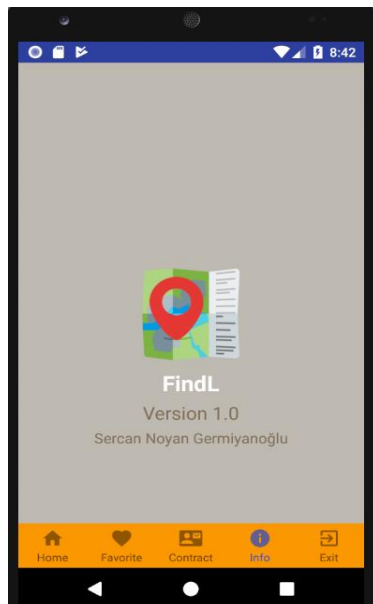 8:42
FindL
Version 1.0
Sercan Noyan Germiyanoğlu
Home Favorite Contract Info Exit